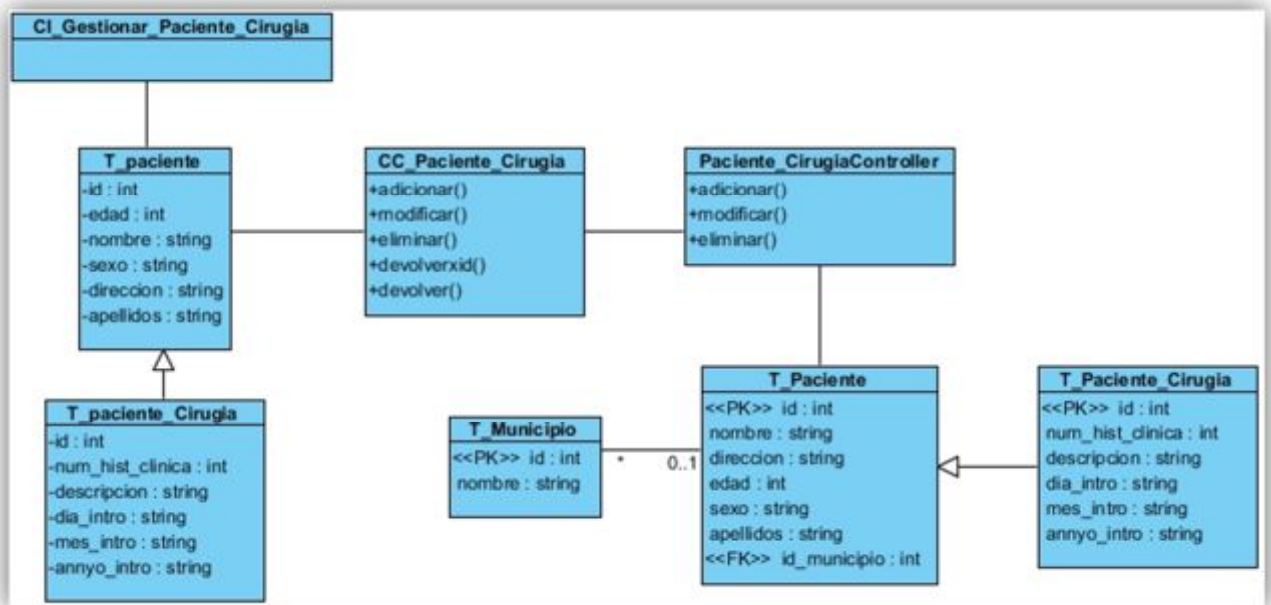 CI_Gestionar_Paciente_Cirugia
T_paciente
-id : int
-edad : int
-nombre : string
-sexo : string
-direccion : string
-apellidos : string
CC_Paciente_Cirugia
+adicionar()
+modificar()
+eliminar()
+devolverxid()
+devolver()
Paciente_CirugiaController
+adicionar()
+modificar()
+eliminar()
T_paciente_Cirugia
-id : int
-num_hist_clinica : int
-descripcion : string
-dia_intro : string
-mes_intro : string
-annyo_intro : string
T_Municipio
<<PK>> id : int
nombre : string
* 0..1
T_Paciente
<<PK>> id : int
nombre : string
direccion : string
edad : int
sexo : string
apellidos : string
<<FK>> id_municipio : int
T_Paciente_Cirugia
<<PK>> id : int
num_hist_clinica : int
descripcion : string
dia_intro : string
mes_intro : string
annyo_intro : string